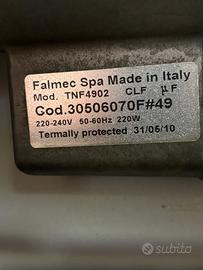 Falmec Spa Made in Italy
Mod. TNF4902 CLF µF
Cod.30506070F#49
220-240V 50-60Hz 220W
Termally protected 31/05/10
subito